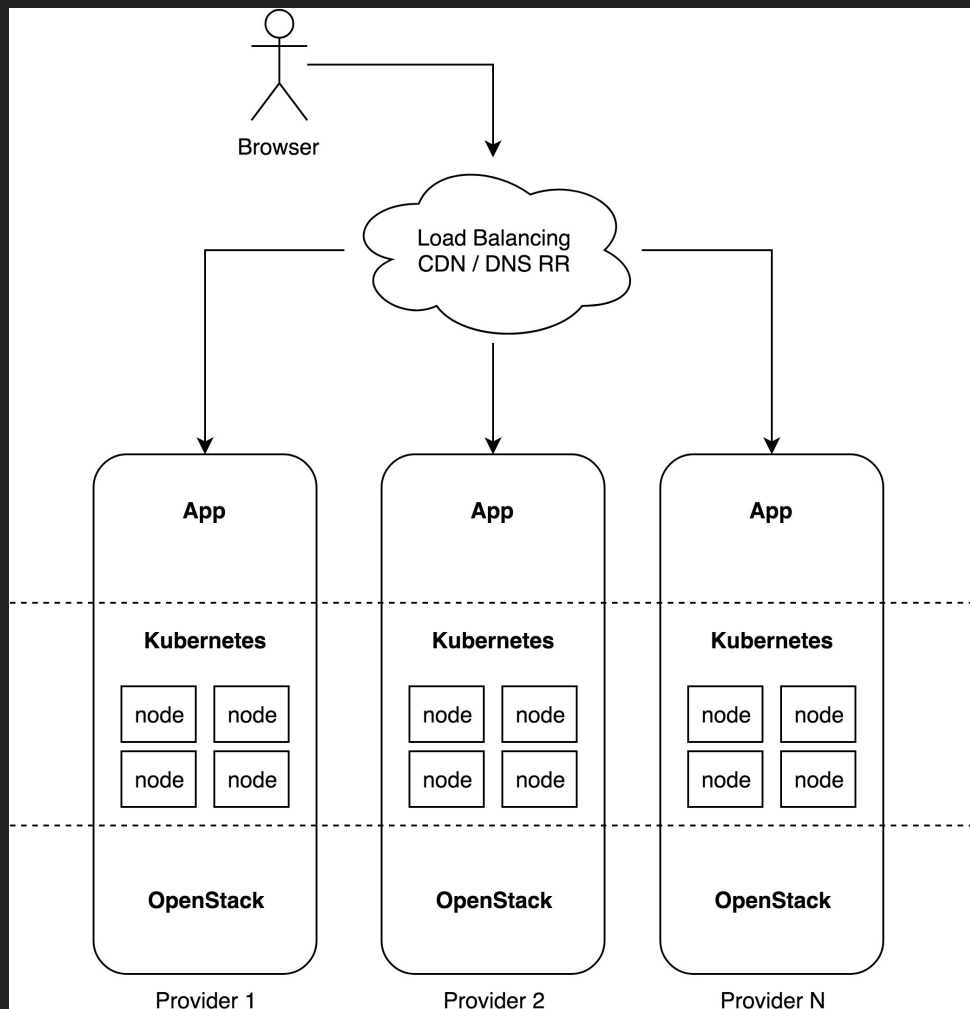 Browser
Load Balancing
CDN / DNS RR
App App App
Kubernetes Kubernetes Kubernetes
node node node node node node
node node node node node node
OpenStack OpenStack OpenStack
Provider 1 Provider 2 Provider N